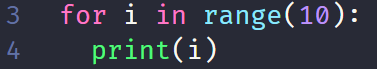 3 for i in range(10):
4   print(i)